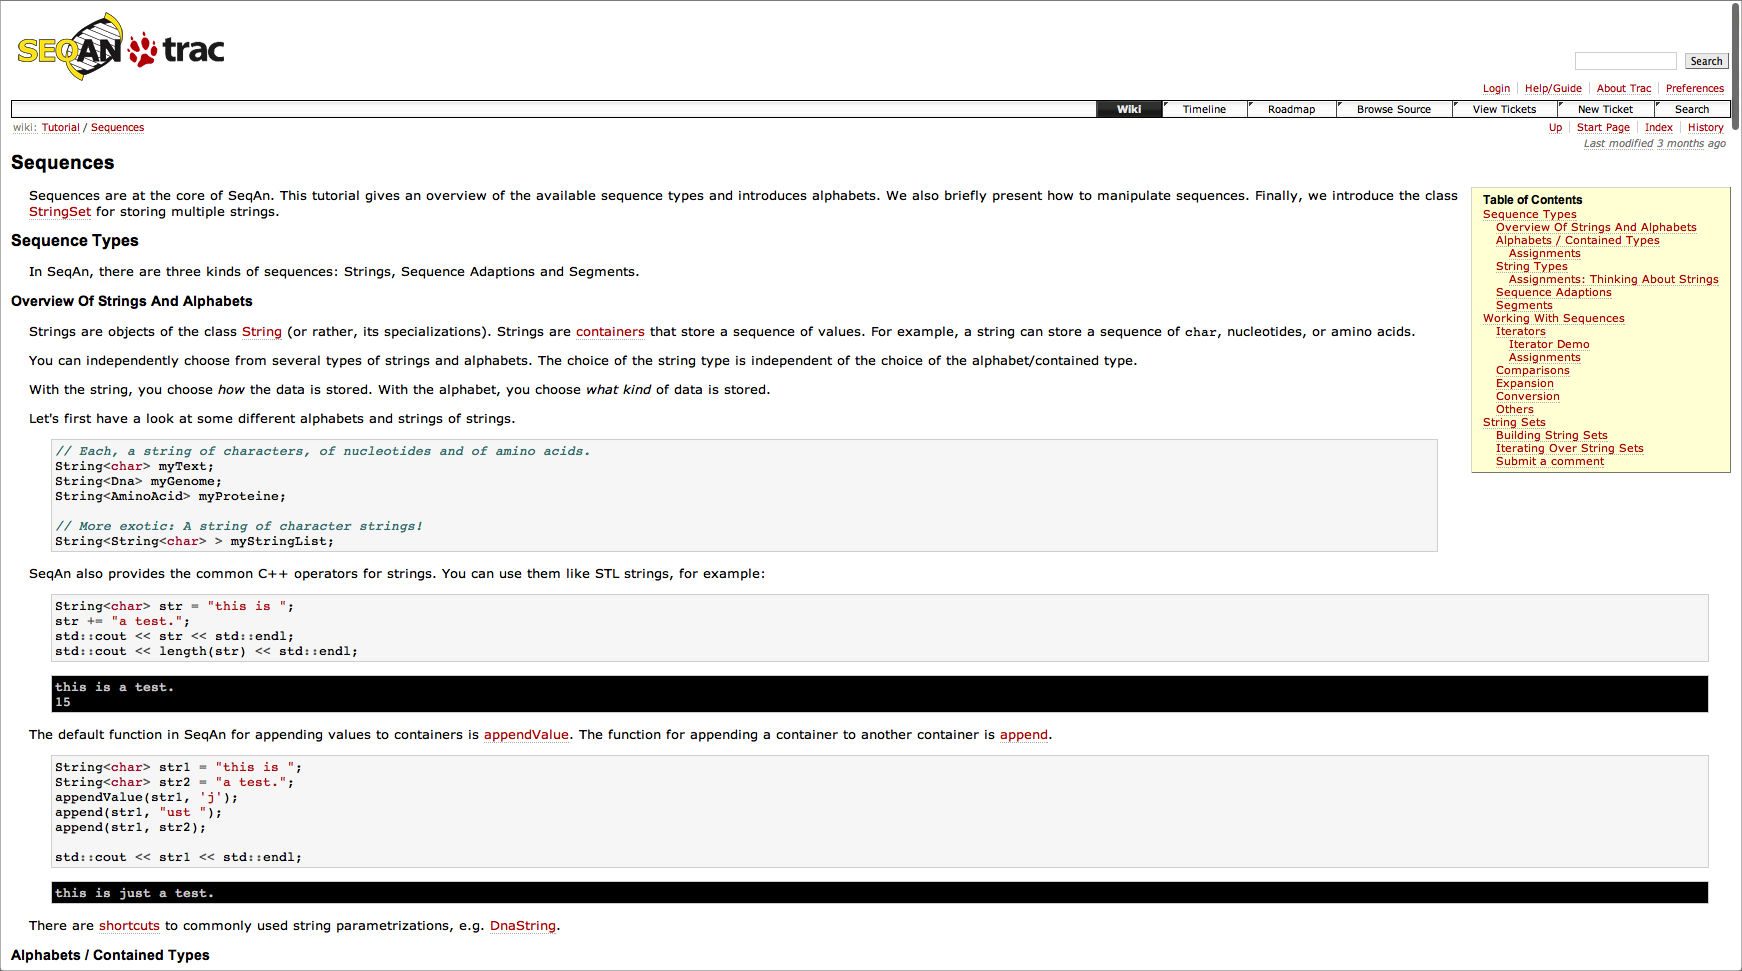 SEQAN trac
Search
Login Help/Guide About Trac Preferences
Wiki Timeline Roadmap Browse Source View Tickets New Ticket Search
wiki: Tutorial / Sequences
Up Start Page Index History
Last modified 3 months ago
Sequences
Sequences are at the core of SeqAn. This tutorial gives an overview of the available sequence types and introduces alphabets. We also briefly present how to manipulate sequences. Finally, we introduce the class
StringSet for storing multiple strings.
Table of Contents
Sequence Types
Overview Of Strings And Alphabets
Alphabets / Contained Types
Assignments
String Types
Assignments: Thinking About Strings
Sequence Adaptions
Segments
Working With Sequences
Iterators
Iterator Demo
Assignments
Comparisons
Expansion
Conversion
Others
String Sets
Building String Sets
Iterating Over String Sets
Submit a comment
Sequence Types
In SeqAn, there are three kinds of sequences: Strings, Sequence Adaptions and Segments.
Overview Of Strings And Alphabets
Strings are objects of the class String (or rather, its specializations). Strings are containers that store a sequence of values. For example, a string can store a sequence of char, nucleotides, or amino acids.
You can independently choose from several types of strings and alphabets. The choice of the string type is independent of the choice of the alphabet/contained type.
With the string, you choose how the data is stored. With the alphabet, you choose what kind of data is stored.
Let's first have a look at some different alphabets and strings of strings.
// Each, a string of characters, of nucleotides and of amino acids.
String<char> myText;
String<Dna> myGenome;
String<AminoAcid> myProteine;
// More exotic: A string of character strings!
String<String<char> > myStringList;
SeqAn also provides the common C++ operators for strings. You can use them like STL strings, for example:
String<char> str = "this is ";
str += "a test.";
std::cout << str << std::endl;
std::cout << length(str) << std::endl;
this is a test.
15
The default function in SeqAn for appending values to containers is appendValue. The function for appending a container to another container is append.
String<char> str1 = "this is ";
String<char> str2 = "a test.";
appendValue(str1, 'j');
append(str1, "ust ");
append(str1, str2);
std::cout << str1 << std::endl;
this is just a test.
There are shortcuts to commonly used string parametrizations, e.g. DnaString.
Alphabets / Contained Types